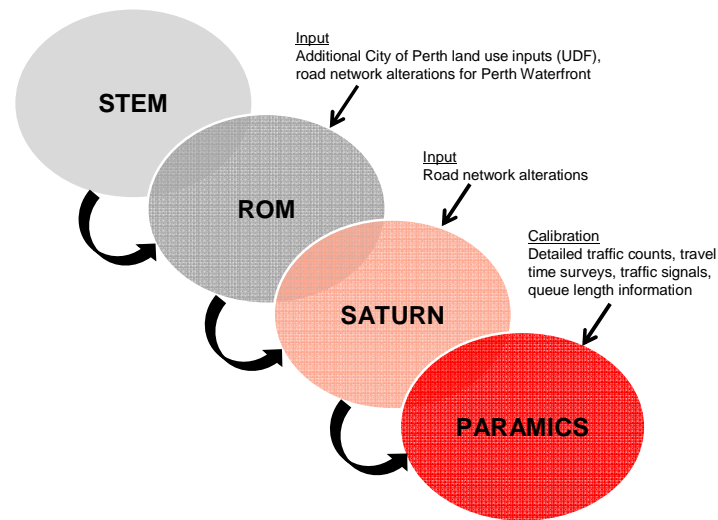 STEM
Input
Additional City of Perth land use inputs (UDF),
road network alterations for Perth Waterfront
ROM
Input
Road network alterations
SATURN
Calibration
Detailed traffic counts, travel
time surveys, traffic signals,
queue length information
PARAMICS